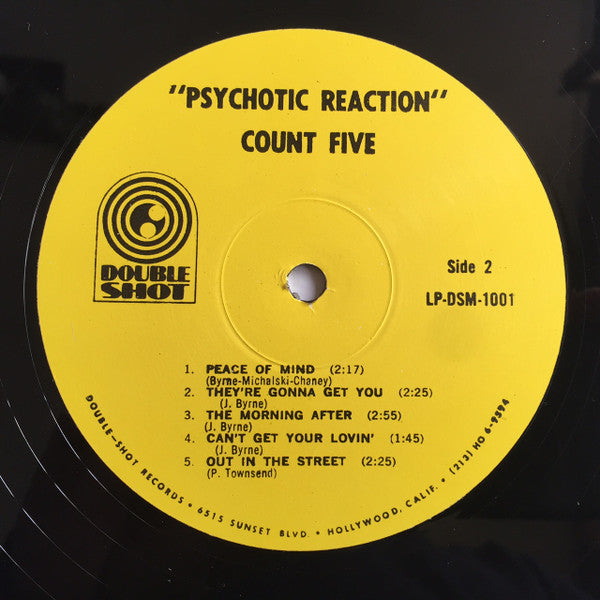 "PSYCHOTIC REACTION"
COUNT FIVE
DOUBLE
SHOT
Side 2
LP-DSM-1001
1. PEACE OF MIND (2:17)
(Byrne-Michalski-Chaney)
2. THEY'RE GONNA GET YOU (2:25)
(J. Byrne)
3. THE MORNING AFTER (2:55)
(J. Byrne)
4. CAN'T GET YOUR LOVIN' (1:45)
(J. Byrne)
5. OUT IN THE STREET (2:25)
(P. Townsend)
DOUBLE-SHOT RECORDS • 6515 SUNSET BLVD. • HOLLYWOOD, CALIF. • (213) HO 6-9394